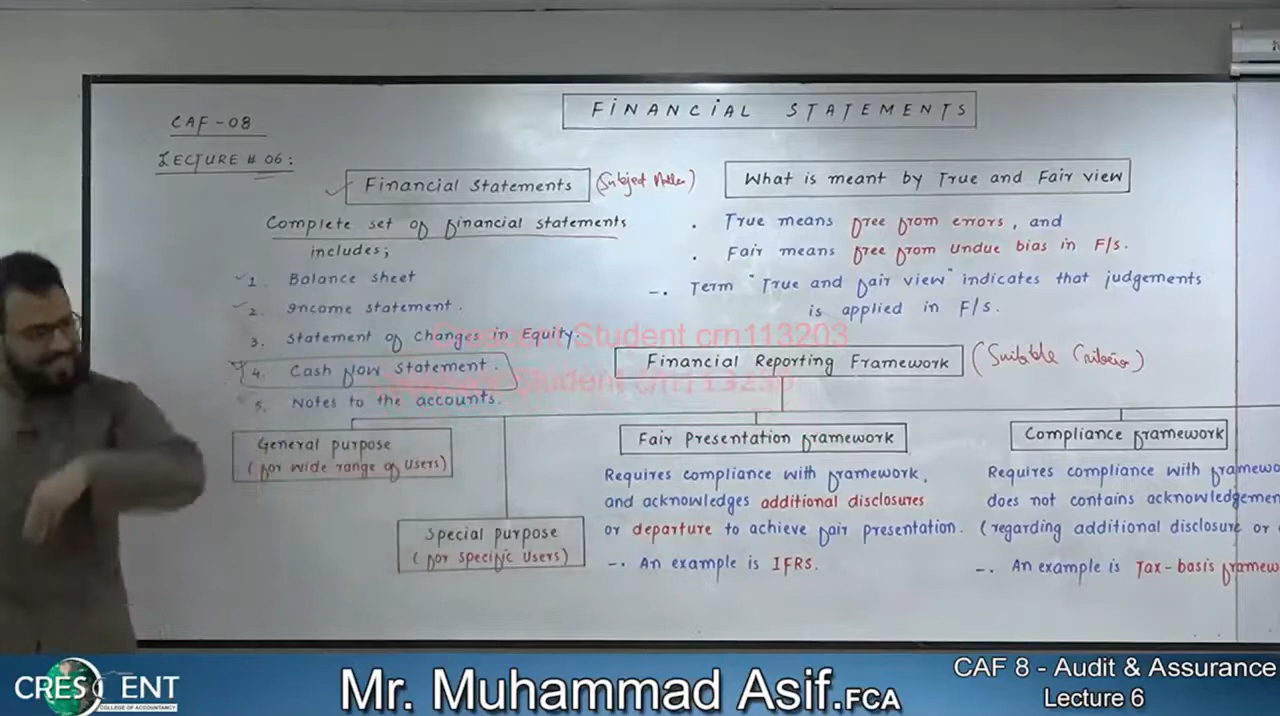 FINANCIAL STATEMENTS
CAF-08
LECTURE # 06:
Financial Statements
(Subject Matter)
Complete set of financial statements
includes;
1. Balance sheet
2. Income statement.
3. Statement of Changes in Equity.
4. Cash flow Statement.
5. Notes to the accounts.
What is meant by True and Fair view
. True means free from errors, and
. Fair means free from undue bias in F/s.
-. Term "True and fair view" indicates that judgements
is applied in F/s.
Crescent Student crn113203
Financial Reporting Framework
(Suitable Criteria)
General purpose
(for wide range of users)
Special purpose
(for specific users)
Fair Presentation framework
Requires compliance with framework,
and acknowledges additional disclosures
or departure to achieve fair presentation.
-. An example is IFRS.
Compliance framework
Requires compliance with framewo
does not contains acknowledgemen
(regarding additional disclosure or
-. An example is Tax-basis framew
CRESCENT
COLLEGE OF ACCOUNTANCY
Mr. Muhammad Asif.FCA
CAF 8 - Audit & Assurance
Lecture 6